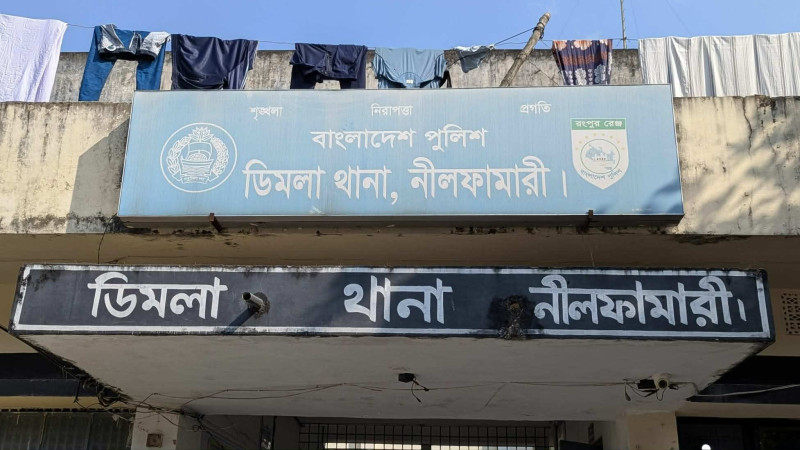 শৃঙ্খলা নিরাপত্তা প্রগতি
বাংলাদেশ পুলিশ
রংপুর রেঞ্জ
ডিমলা থানা, নীলফামারী।
বাংলাদেশ পুলিশ
ডিমলা থানা নীলফামারী।